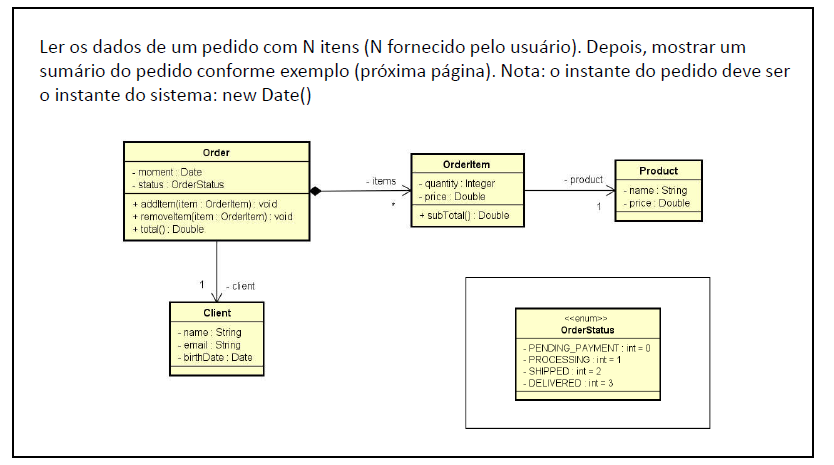 Ler os dados de um pedido com N itens (N fornecido pelo usuário). Depois, mostrar um
sumário do pedido conforme exemplo (próxima página). Nota: o instante do pedido deve ser
o instante do sistema: new Date()
Order
- moment : Date
- status : OrderStatus
+ addItem(item : OrderItem) : void
+ removeItem(item : OrderItem) : void
+ total() : Double
- items
*
OrderItem
- quantity : Integer
- price : Double
+ subTotal() : Double
- product
1
Product
- name : String
- price : Double
1
- client
Client
- name : String
- email : String
- birthDate : Date
<<enum>>
OrderStatus
- PENDING_PAYMENT : int = 0
- PROCESSING : int = 1
- SHIPPED : int = 2
- DELIVERED : int = 3